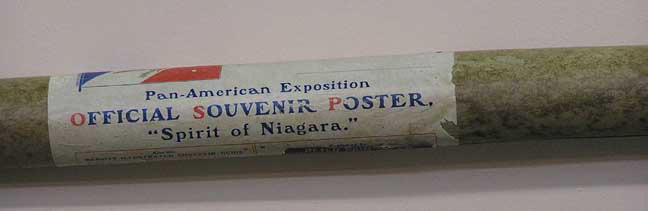 Pan-American Exposition
OFFICIAL SOUVENIR POSTER.
"Spirit of Niagara."